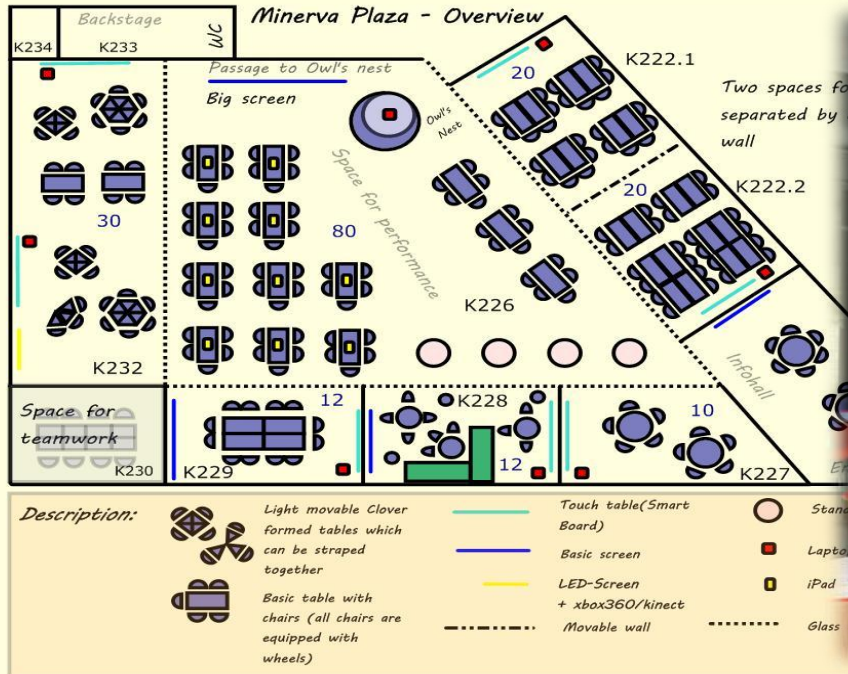 Minerva Plaza - Overview
Backstage
K234
K233
WC
Passage to Owl's nest
Big screen
Owl's
Nest
Space for performance
20
K222.1
Two spaces
separated by
wall
20
K222.2
30
80
K226
K232
Infohall
Space for
teamwork
K230
12
K229
K228
12
10
K227
Description:
Light movable Clover
formed tables which
can be straped
together
Basic table with
chairs (all chairs are
equipped with
wheels)
Touch table(Smart
Board)
Basic screen
LED-Screen
+ xbox360/kinect
Movable wall
iPad
Glass